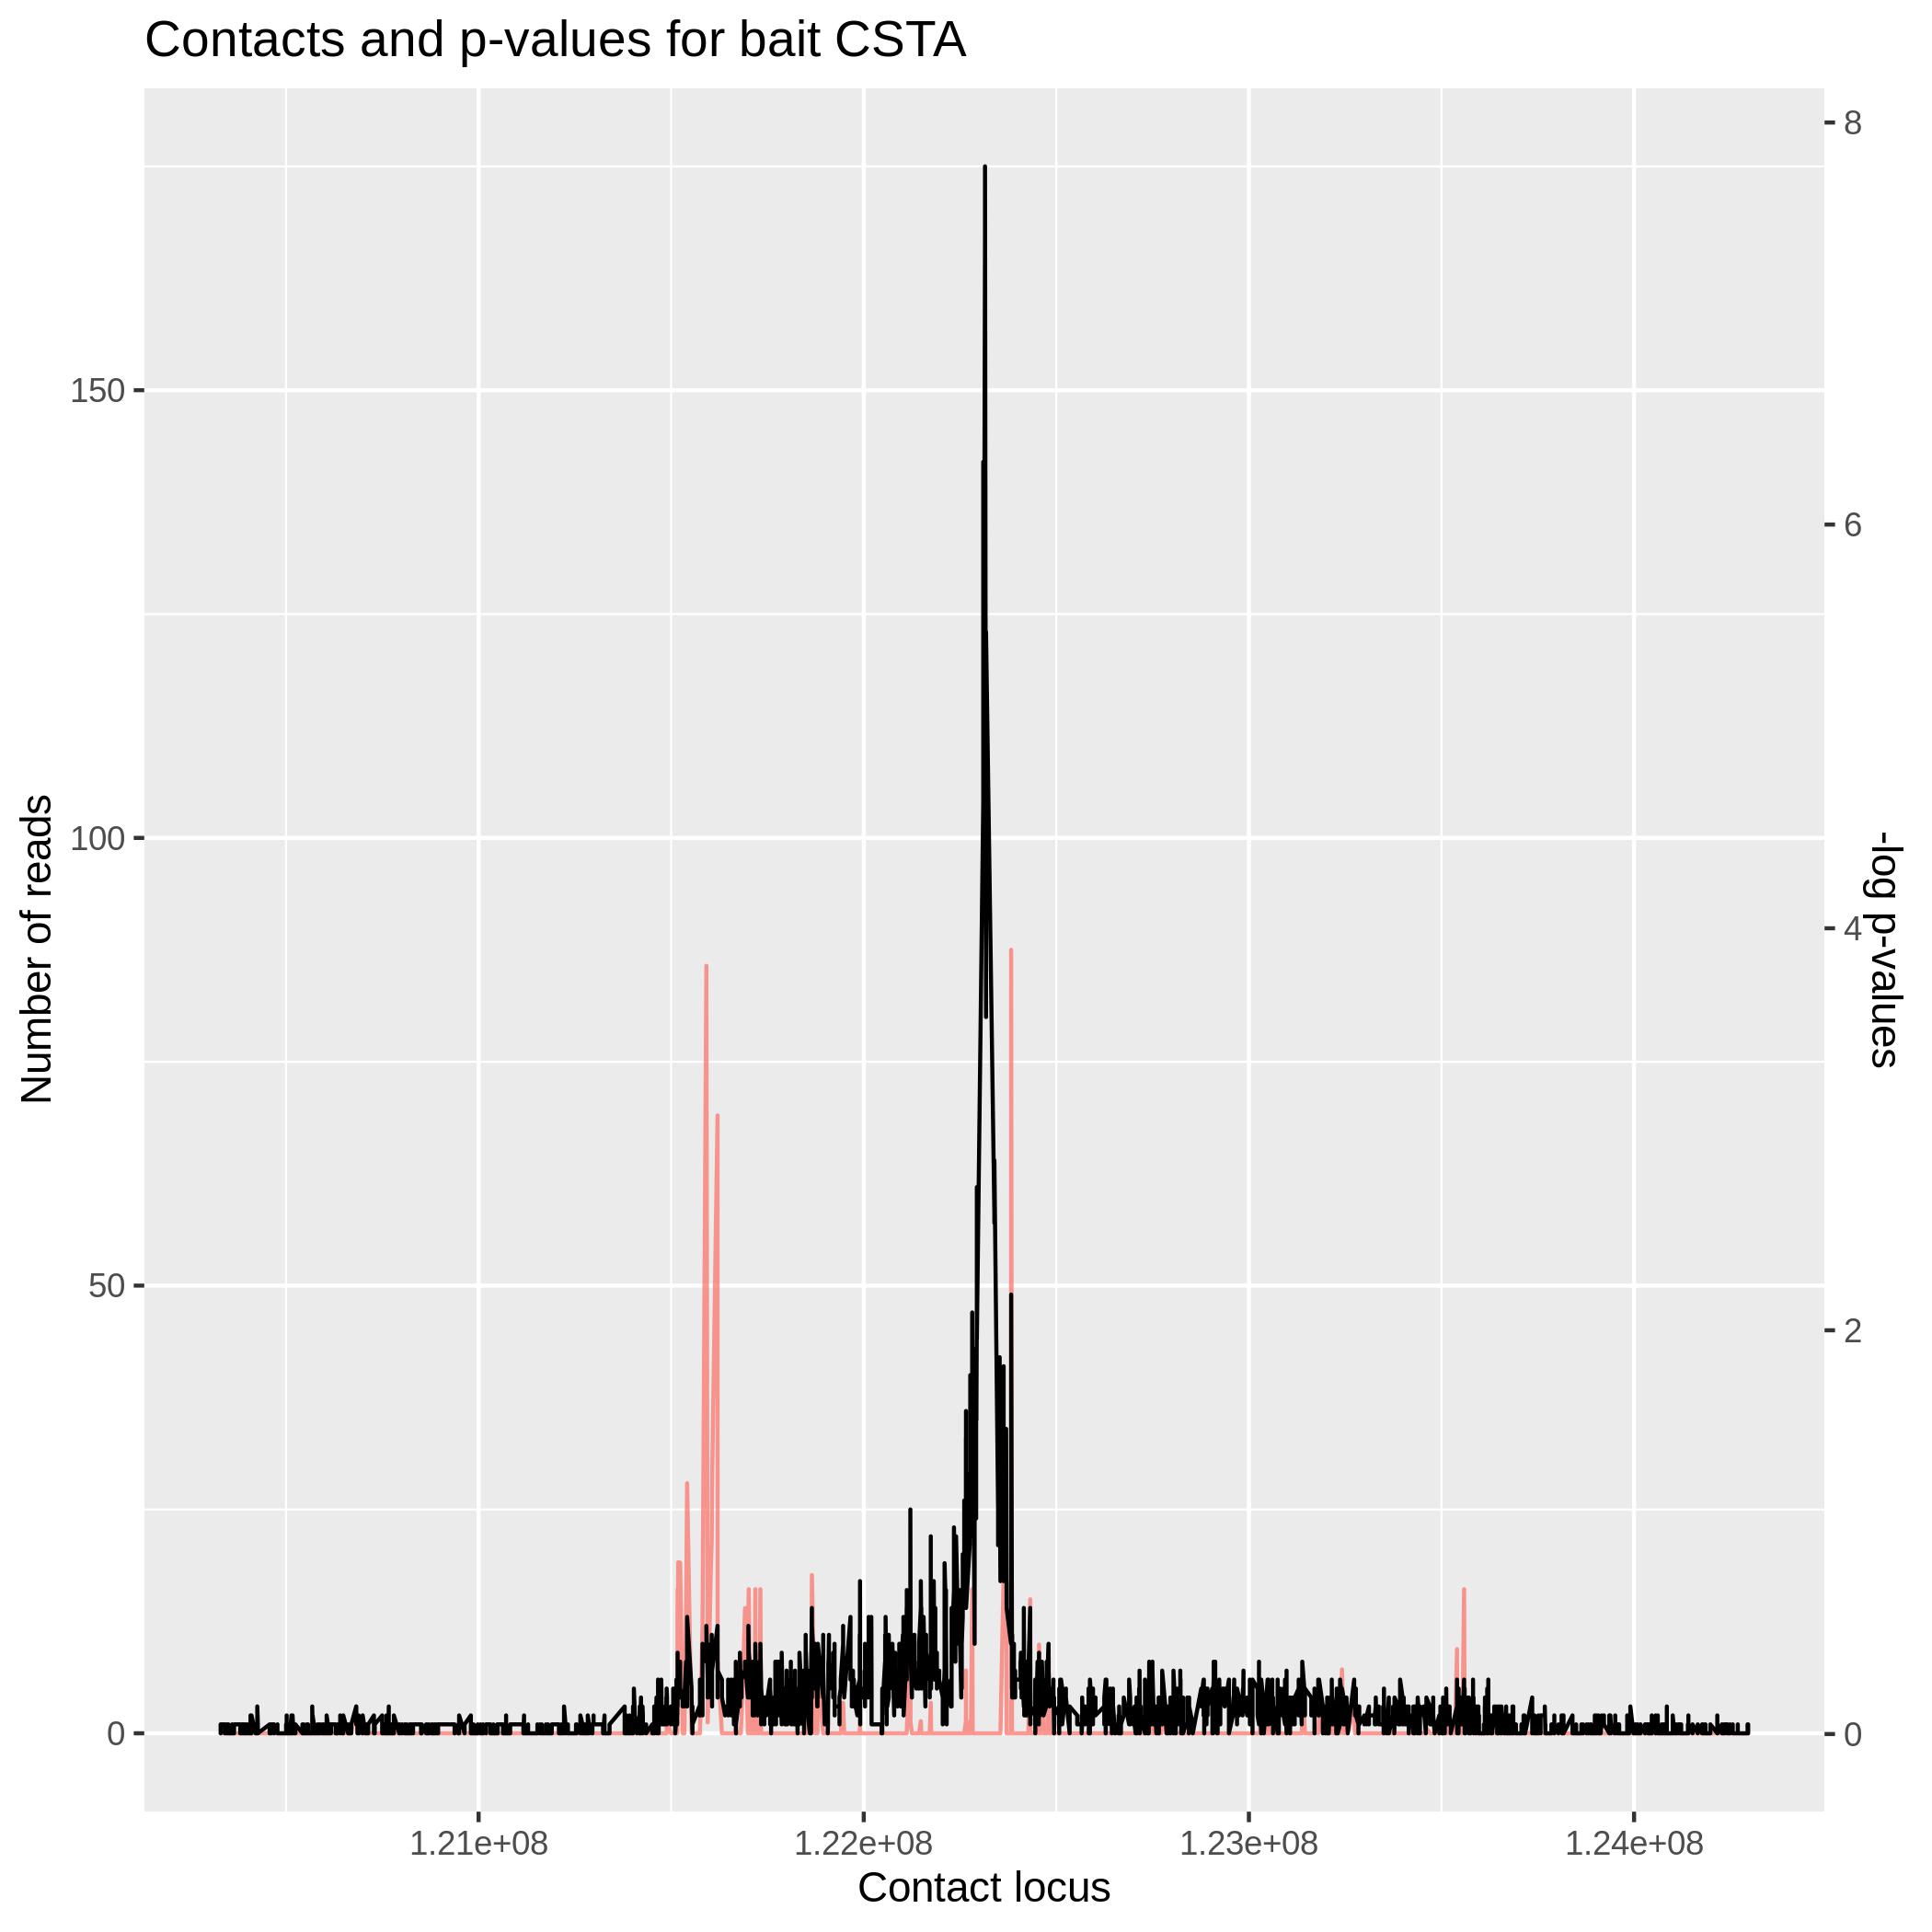 Contacts and p-values for bait CSTA
Number of reads
150
100
50
0
8
6
4
2
0
-log p-values
1.21e+08
1.22e+08
1.23e+08
1.24e+08
Contact locus